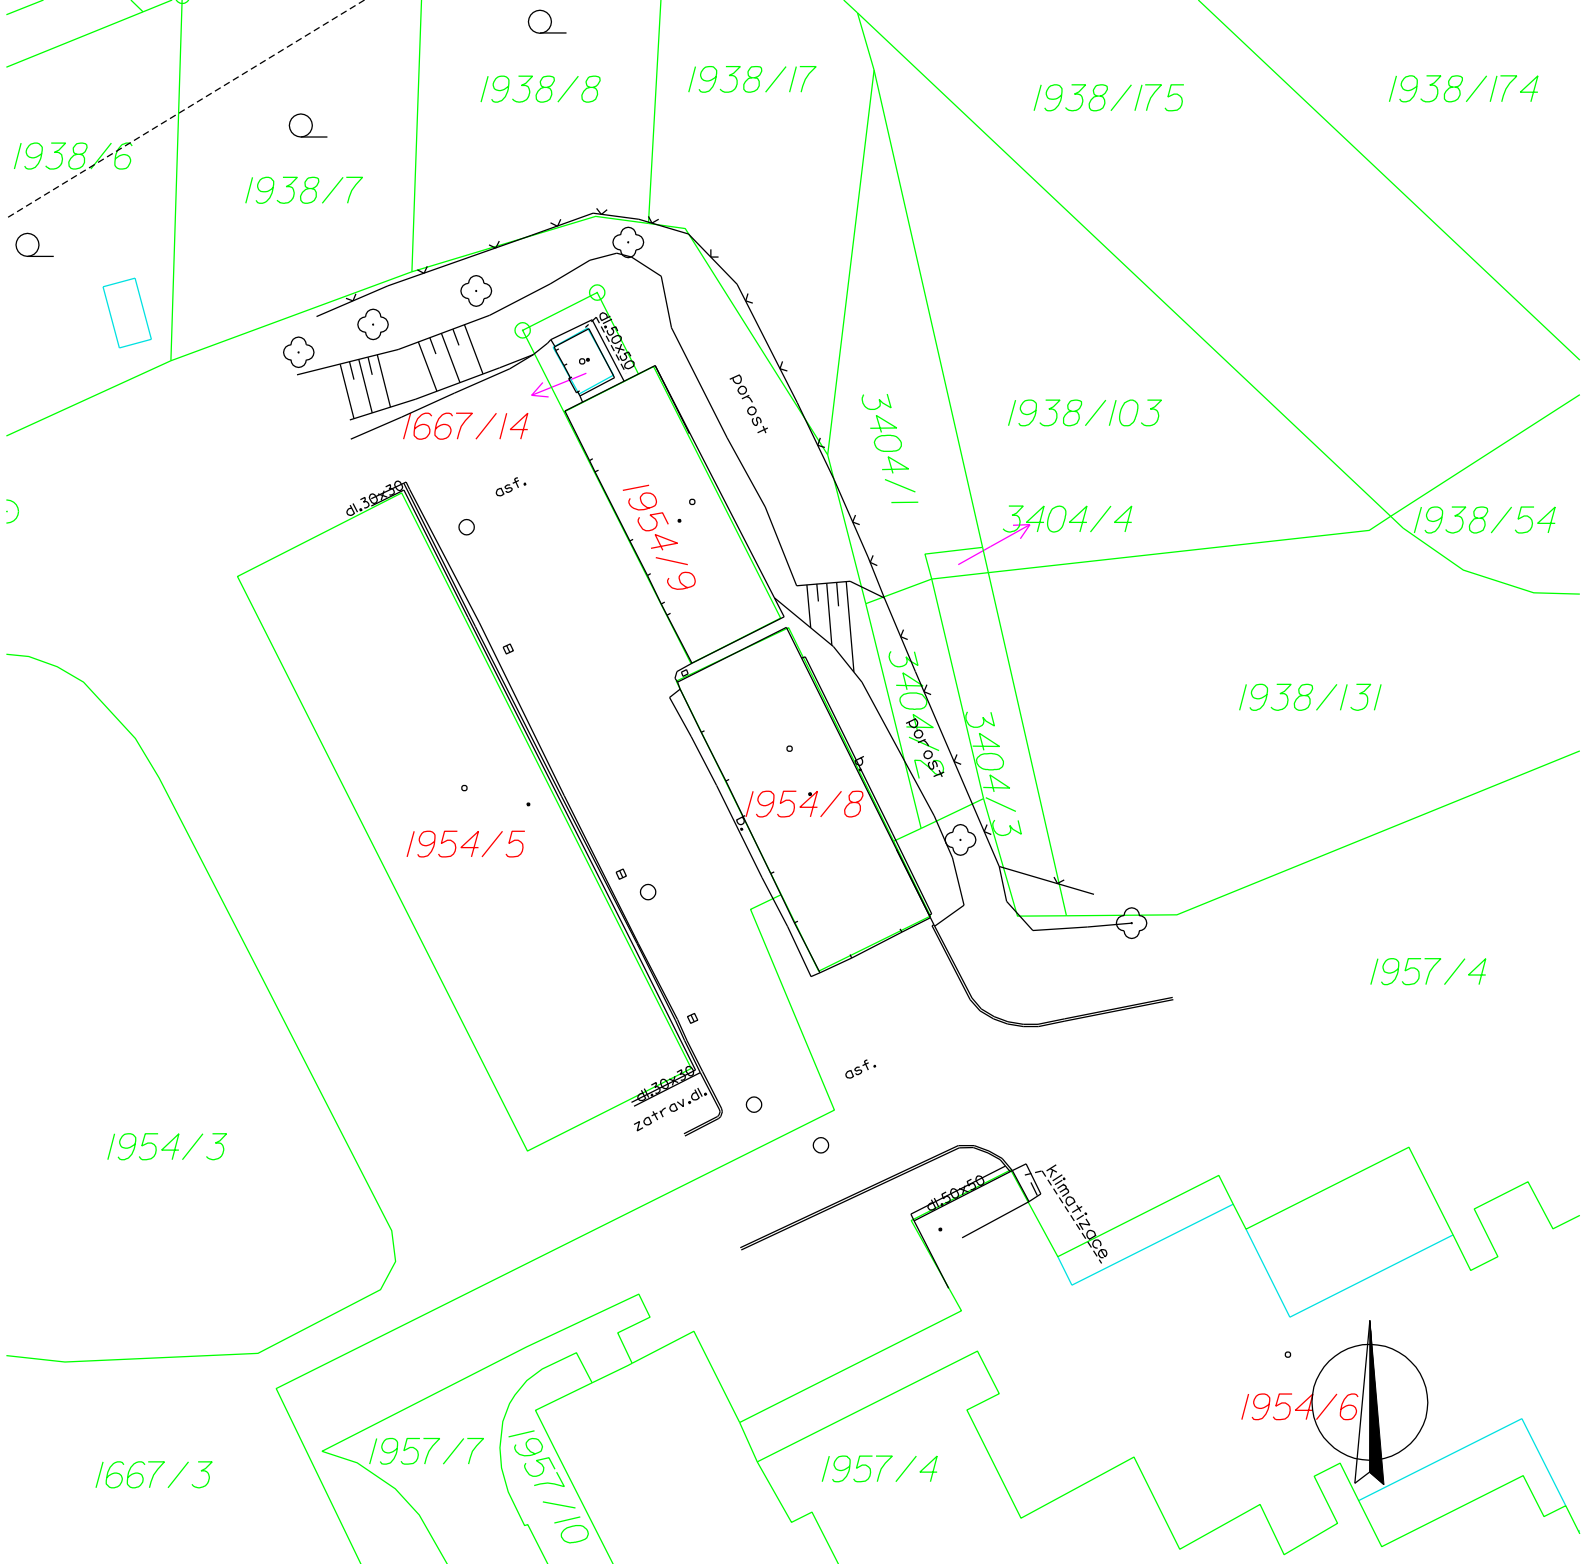 1938/8
1938/17
1938/175
1938/174
1938/6
1938/7
dl.50x50
porost
1667/14
1938/103
3404/1
asf.
dl.30x30
1954/9
3404/4
1938/54
3404/2
porost
3404/3
1938/131
b.
1954/8
b.
1954/5
1957/4
asf.
dl.30x30
zatrav.dl.
1954/3
dl.50x50
klimatizace
1954/6
1957/7
1957/10
1957/4
1667/3